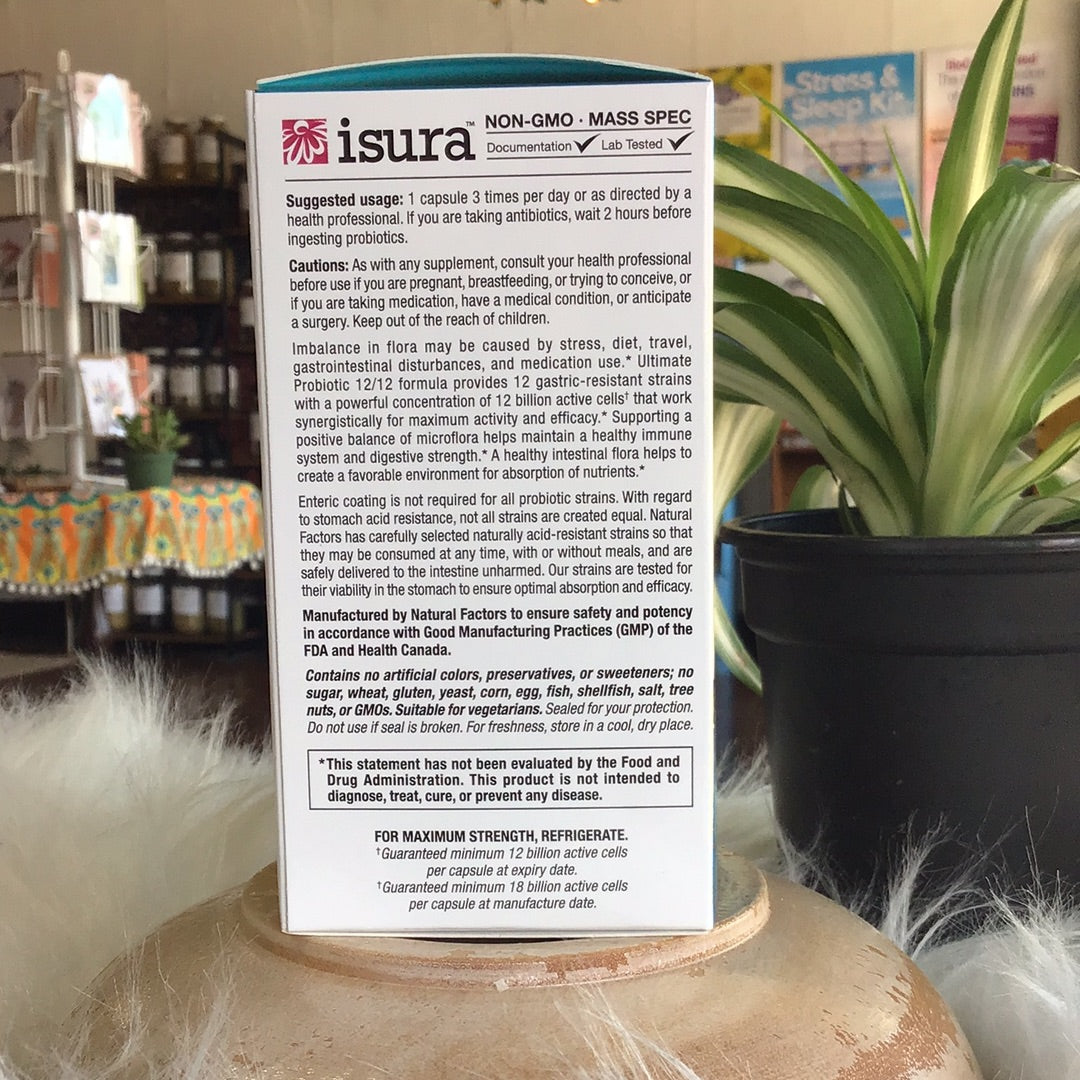 isura™
NON-GMO · MASS SPEC
Documentation ✓ Lab Tested ✓
Suggested usage: 1 capsule 3 times per day or as directed by a
health professional. If you are taking antibiotics, wait 2 hours before
ingesting probiotics.
Cautions: As with any supplement, consult your health professional
before use if you are pregnant, breastfeeding, or trying to conceive, or
if you are taking medication, have a medical condition, or anticipate
a surgery. Keep out of the reach of children.
Imbalance in flora may be caused by stress, diet, travel,
gastrointestinal disturbances, and medication use.* Ultimate
Probiotic 12/12 formula provides 12 gastric-resistant strains
with a powerful concentration of 12 billion active cells† that work
synergistically for maximum activity and efficacy.* Supporting a
positive balance of microflora helps maintain a healthy immune
system and digestive strength.* A healthy intestinal flora helps to
create a favorable environment for absorption of nutrients.*
Enteric coating is not required for all probiotic strains. With regard
to stomach acid resistance, not all strains are created equal. Natural
Factors has carefully selected naturally acid-resistant strains so that
they may be consumed at any time, with or without meals, and are
safely delivered to the intestine unharmed. Our strains are tested for
their viability in the stomach to ensure optimal absorption and efficacy.
Manufactured by Natural Factors to ensure safety and potency
in accordance with Good Manufacturing Practices (GMP) of the
FDA and Health Canada.
Contains no artificial colors, preservatives, or sweeteners; no
sugar, wheat, gluten, yeast, corn, egg, fish, shellfish, salt, tree
nuts, or GMOs. Suitable for vegetarians. Sealed for your protection.
Do not use if seal is broken. For freshness, store in a cool, dry place.
*This statement has not been evaluated by the Food and
Drug Administration. This product is not intended to
diagnose, treat, cure, or prevent any disease.
FOR MAXIMUM STRENGTH, REFRIGERATE.
†Guaranteed minimum 12 billion active cells
per capsule at expiry date.
†Guaranteed minimum 18 billion active cells
per capsule at manufacture date.
Stress &
Sleep Kit